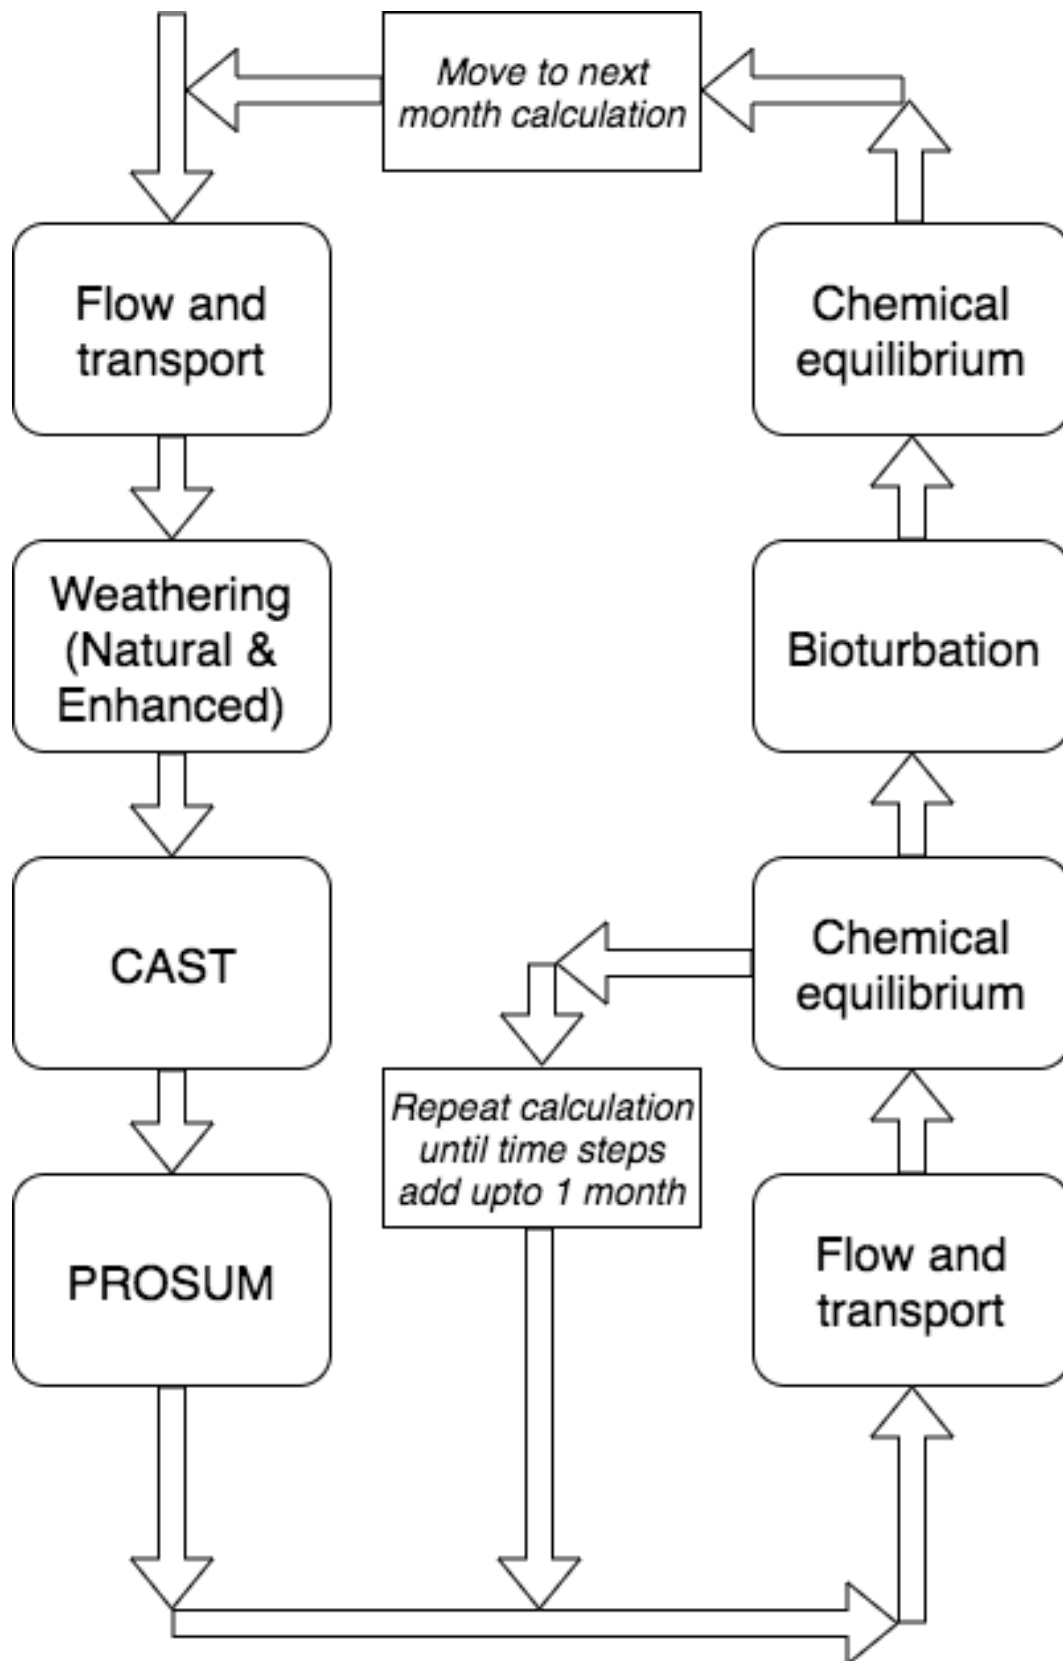 Move to next
month calculation
Flow and
transport
Chemical
equilibrium
Weathering
(Natural &
Enhanced)
Bioturbation
CAST
Chemical
equilibrium
Repeat calculation
until time steps
add upto 1 month
PROSUM
Flow and
transport